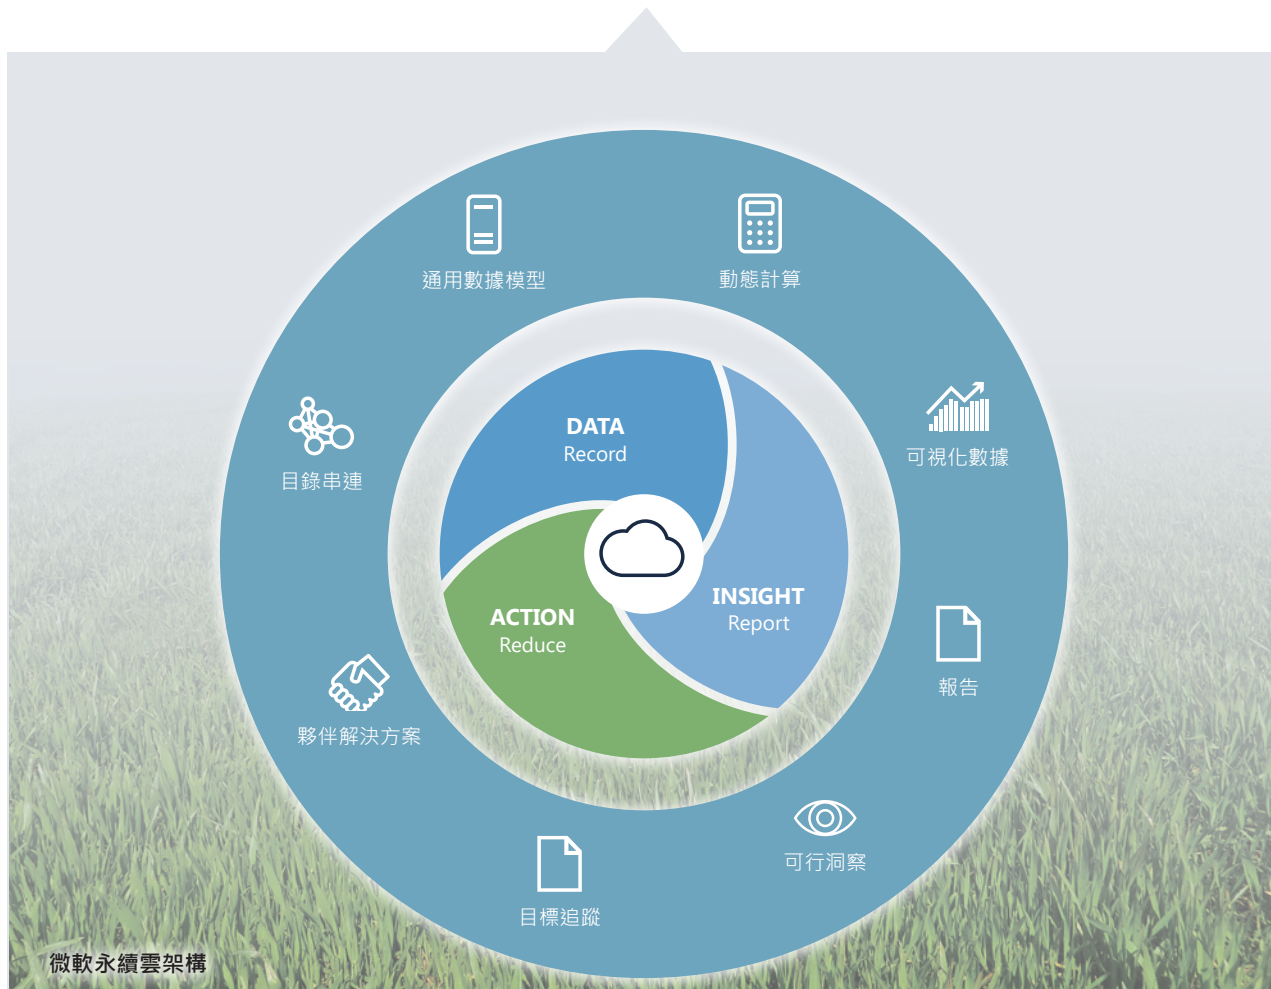 通用數據模型
動態計算
目錄串連
可視化數據
DATA
Record
INSIGHT
Report
ACTION
Reduce
報告
夥伴解決方案
可行洞察
目標追蹤
微軟永續雲架構